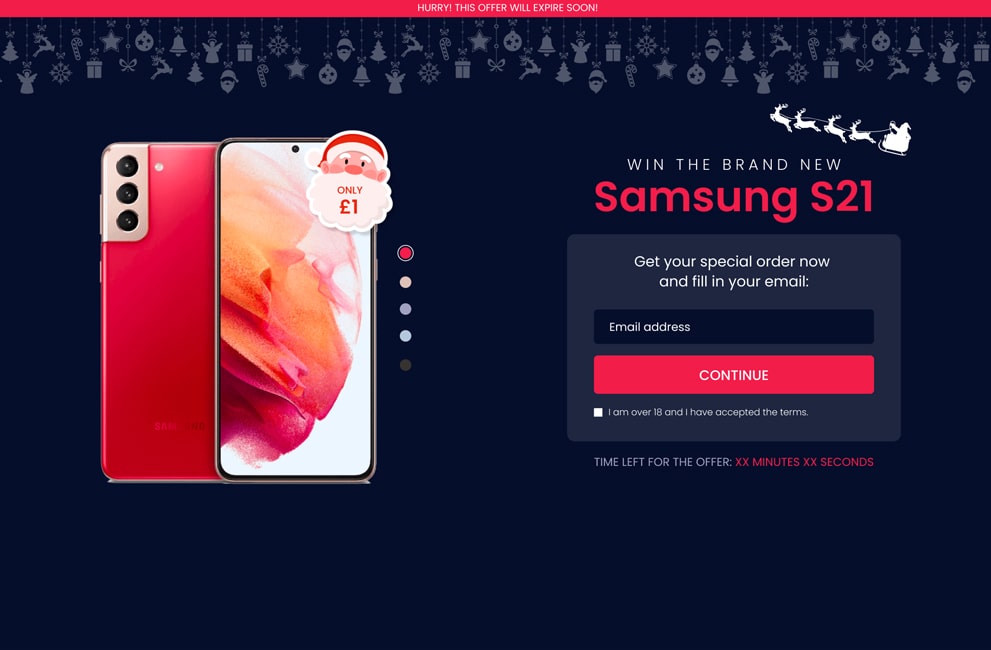 HURRY! THIS OFFER WILL EXPIRE SOON!
ONLY
£1
WIN THE BRAND NEW
Samsung S21
Get your special order now
and fill in your email:
Email address
CONTINUE
I am over 18 and I have accepted the terms.
TIME LEFT FOR THE OFFER: XX MINUTES XX SECONDS